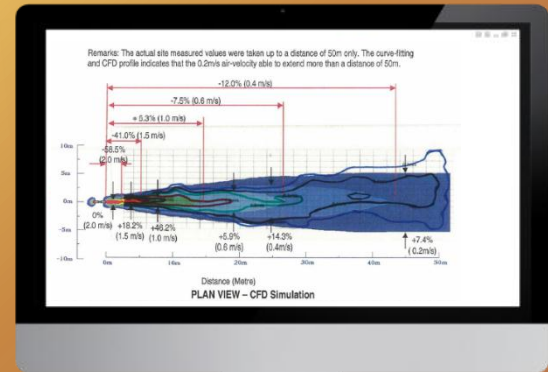 Remarks: The actual site measured values were taken up to a distance of 50m only. The curve-fitting
and CFD profile indicates that the 0.2m/s air-velocity able to extend more than a distance of 50m.
-12.0% (0.4 m/s)
-7.5% (0.6 m/s)
+ 5.3% (1.0 m/s)
-41.0% (1.5 m/s)
-58.5%
(2.0 m/s)
10m
5m
0m
-5m
-10m
0%
(2.0 m/s)
+18.2%
(1.5 m/s)
+46.2%
(1.0 m/s)
+5.9%
(0.6 m/s)
+14.3%
(0.4m/s)
+7.4%
( 0.2m/s)
0m 10m 20m 30m 40m 50m
Distance (Metre)
PLAN VIEW – CFD Simulation